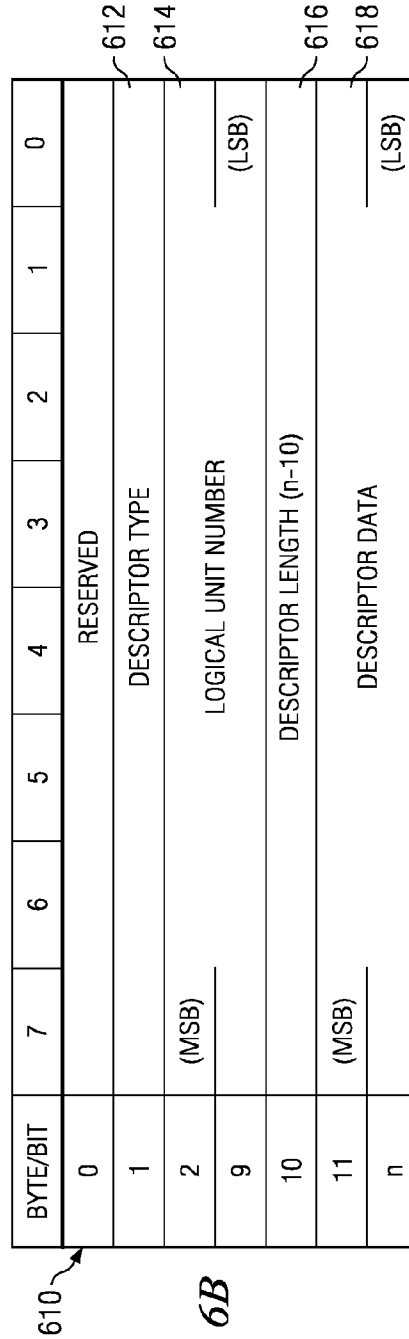 610
BYTE/BIT 7 6 5 4 3 2 1 0
0 RESERVED
1 DESCRIPTOR TYPE 612
2 (MSB) 614
LOGICAL UNIT NUMBER
9 (LSB)
10 DESCRIPTOR LENGTH (n-10) 616
11 (MSB) 618
DESCRIPTOR DATA
n (LSB)
6B